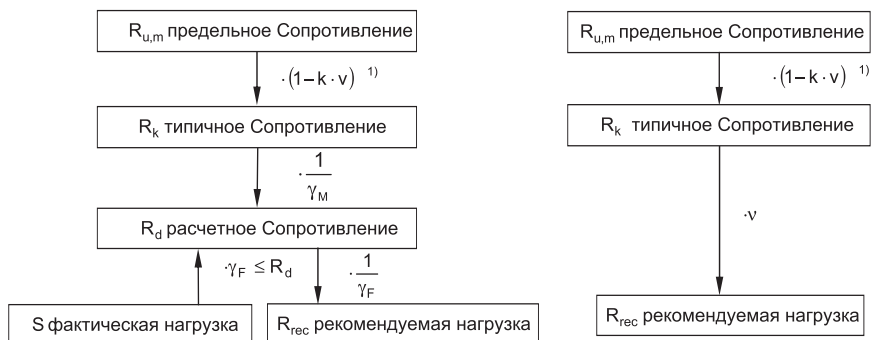 R_u,m предельное Сопротивление
·(1–k·v) 1)
R_k типичное Сопротивление
·1/γ_M
R_d расчетное Сопротивление
·γ_F ≤ R_d
·1/γ_F
S фактическая нагрузка
R_rec рекомендуемая нагрузка
R_u,m предельное Сопротивление
·(1–k·v) 1)
R_k типичное Сопротивление
·ν
R_rec рекомендуемая нагрузка